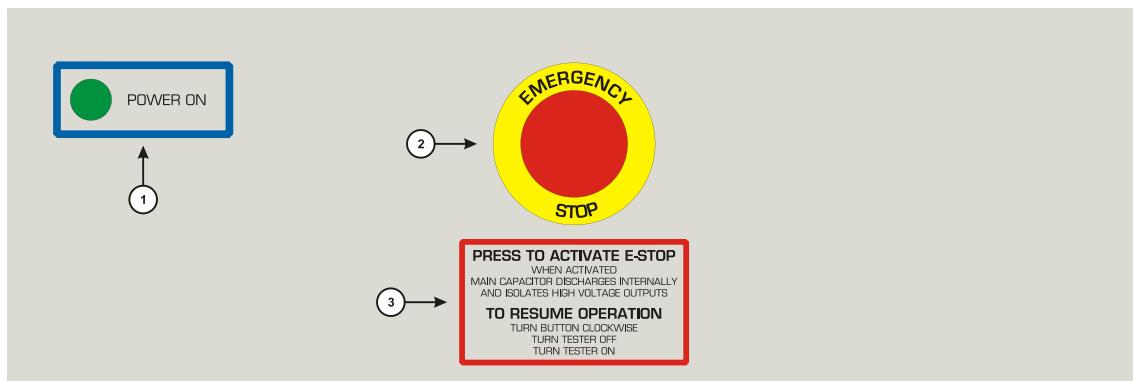 POWER ON
1
EMERGENCY
2
STOP
PRESS TO ACTIVATE E-STOP
WHEN ACTIVATED
MAIN CAPACITOR DISCHARGES INTERNALLY
AND ISOLATES HIGH VOLTAGE OUTPUTS
3
TO RESUME OPERATION
TURN BUTTON CLOCKWISE
TURN TESTER OFF
TURN TESTER ON